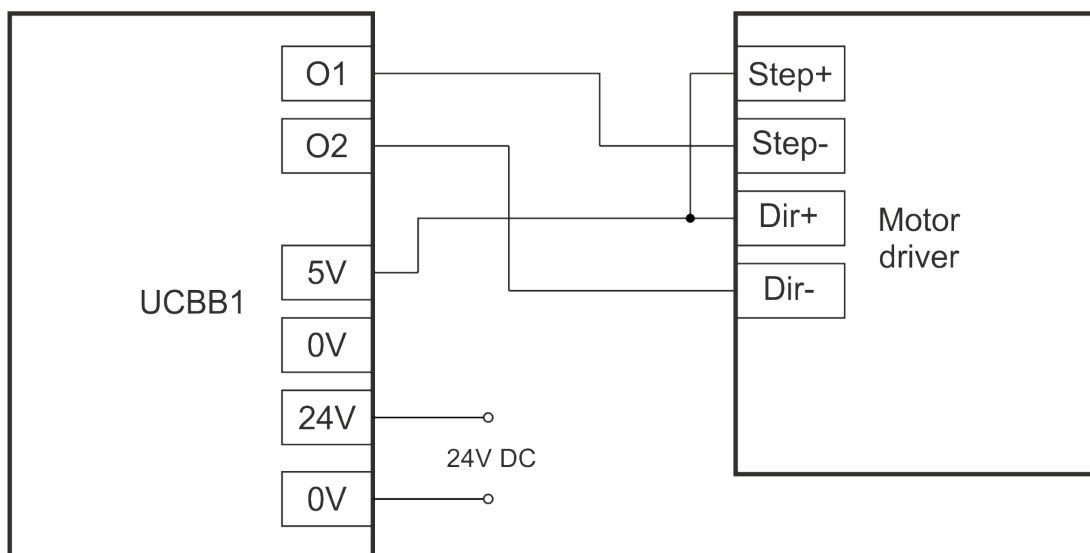 O1
O2
5V
0V
24V
0V
UCBB1
24V DC
Step+
Step-
Dir+
Dir-
Motor
driver